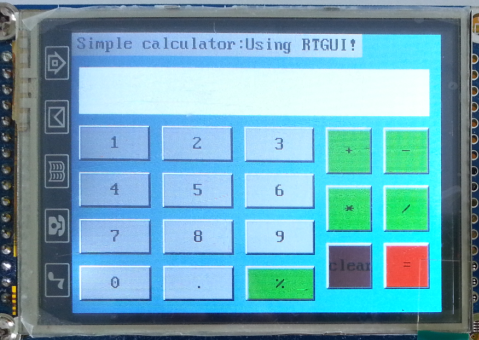 Simple calculator:Using RTGUI!
1 2 3 + -
4 5 6 * /
7 8 9
0 . % clear =